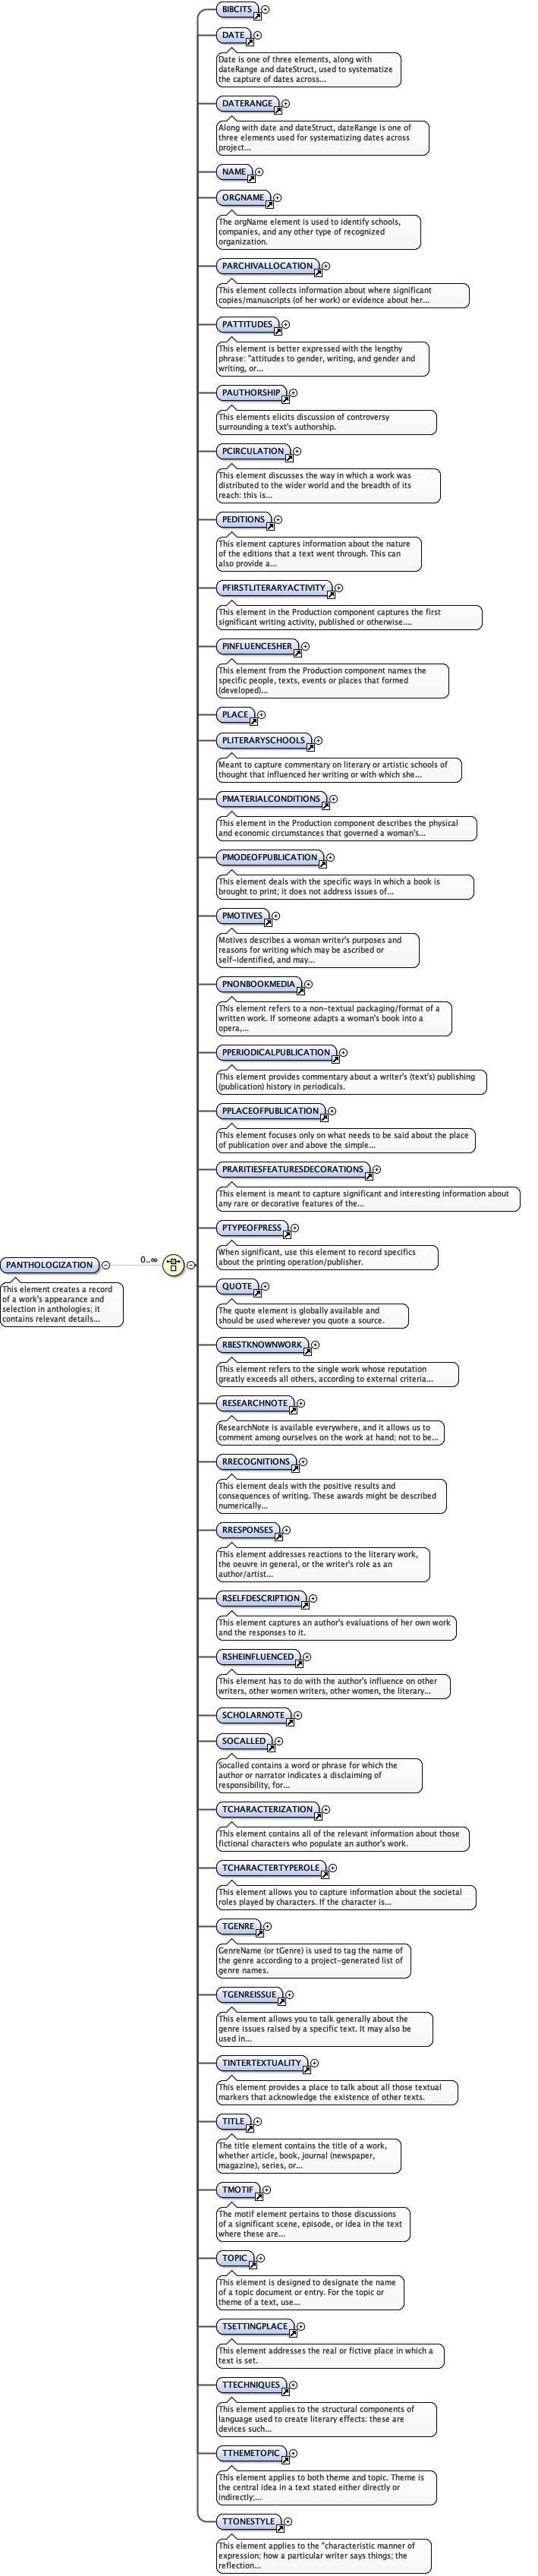 BIBCITS
DATE
Date is one of three elements, along with
dateRange and dateStruct, used to systematize
the capture of dates across...
DATERANGE
Along with date and dateStruct, dateRange is one of
three elements used for systematizing dates across
project...
NAME
ORGNAME
The orgName element is used to identify schools,
companies, and any other type of recognized
organization.
PARCHIVALLOCATION
This element collects information about where significant
copies/manuscripts (of her work) or evidence about her...
PATTITUDES
This element is better expressed with the lengthy
phrase: "attitudes to gender, writing, and gender and
writing, or...
PAUTHORSHIP
This elements elicits discussion of controversy
surrounding a text's authorship.
PCIRCULATION
This element discusses the way in which a work was
distributed to the wider world and the breadth of its
reach: this is...
PEDITIONS
This element captures information about the nature
of the editions that a text went through. This can
also provide a...
PFIRSTLITERARYACTIVITY
This element in the Production component captures the first
significant writing activity, published or otherwise....
PINFLUENCESHER
This element from the Production component names the
specific people, texts, events or places that formed
(developed)...
PLACE
PLITERARYSCHOOLS
Meant to capture commentary on literary or artistic schools of
thought that influenced her writing or with which she...
PMATERIALCONDITIONS
This element in the Production component describes the physical
and economic circumstances that governed a woman's...
PMODEOFPUBLICATION
This element deals with the specific ways in which a book is
brought to print; it does not address issues of...
PMOTIVES
Motives describes a woman writer's purposes and
reasons for writing which may be ascribed or
self-identified, and may...
PNONBOOKMEDIA
This element refers to a non-textual packaging/format of a
written work. If someone adapts a woman's book into a
opera,...
PPERIODICALPUBLICATION
This element provides commentary about a writer's (text's) publishing
(publication) history in periodicals.
PPLACEOFPUBLICATION
This element focuses only on what needs to be said about the place
of publication over and above the simple...
PRARITIESFEATURESDECORATIONS
This element is meant to capture significant and interesting information about
any rare or decorative features of the...
PTYPEOFPRESS
When significant, use this element to record specifics
about the printing operation/publisher.
PANTHOLOGIZATION
0..∞
This element creates a record
of a work's appearance and
selection in anthologies; it
contains relevant details...
QUOTE
The quote element is globally available and
should be used wherever you quote a source.
RBESTKNOWNWORK
This element refers to the single work whose reputation
greatly exceeds all others, according to external criteria...
RESEARCHNOTE
ResearchNote is available everywhere, and it allows us to
comment among ourselves on the work at hand; not to be...
RRECOGNITIONS
This element deals with the positive results and
consequences of writing. These awards might be described
numerically...
RRESPONSES
This element addresses reactions to the literary work,
the oeuvre in general, or the writer's role as an
author/artist...
RSELFDESCRIPTION
This element captures an author's evaluations of her own work
and the responses to it.
RSHEINFLUENCED
This element has to do with the author's influence on other
writers, other women writers, other women, the literary...
SCHOLARNOTE
SOCALLED
Socalled contains a word or phrase for which the
author or narrator indicates a disclaiming of
responsibility, for...
TCHARACTERIZATION
This element contains all of the relevant information about those
fictional characters who populate an author's work.
TCHARACTERTYPEROLE
This element allows you to capture information about the societal
roles played by characters. If the character is...
TGENRE
GenreName (or tGenre) is used to tag the name of
the genre according to a project-generated list of
genre names.
TGENREISSUE
This element allows you to talk generally about the
genre issues raised by a specific text. It may also be
used in...
TINTERTEXTUALITY
This element provides a place to talk about all those textual
markers that acknowledge the existence of other texts.
TITLE
The title element contains the title of a work,
whether article, book, journal (newspaper,
magazine), series, or...
TMOTIF
The motif element pertains to those discussions
of a significant scene, episode, or idea in the text
where these are...
TOPIC
This element is designed to designate the name
of a topic document or entry. For the topic or
theme of a text, use...
TSETTINGPLACE
This element addresses the real or fictive place in which a
text is set.
TTECHNIQUES
This element applies to the structural components of
language used to create literary effects: these are
devices such...
TTHEMETOPIC
This element applies to both theme and topic. Theme is
the central idea in a text stated either directly or
indirectly;...
TTONESTYLE
This element applies to the "characteristic manner of
expression; how a particular writer says things; the
reflection...